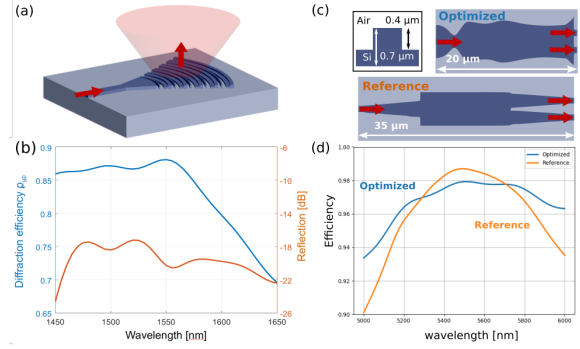 (a)
(b)
0.9
0.85
0.8
0.75
0.7
0.65
Diffraction efficiency ρup
-6
-10
-14
-18
-22
-26
Reflection [dB]
1450
1500
1550
1600
1650
Wavelength [nm]
(c)
Air
0.4 μm
Si
0.7 μm
Optimized
20 μm
Reference
35 μm
(d)
1.00
0.98
0.96
0.94
0.92
0.90
Efficiency
Optimized
Reference
Optimized
Reference
5000
5200
5400
5600
5800
6000
wavelength [nm]